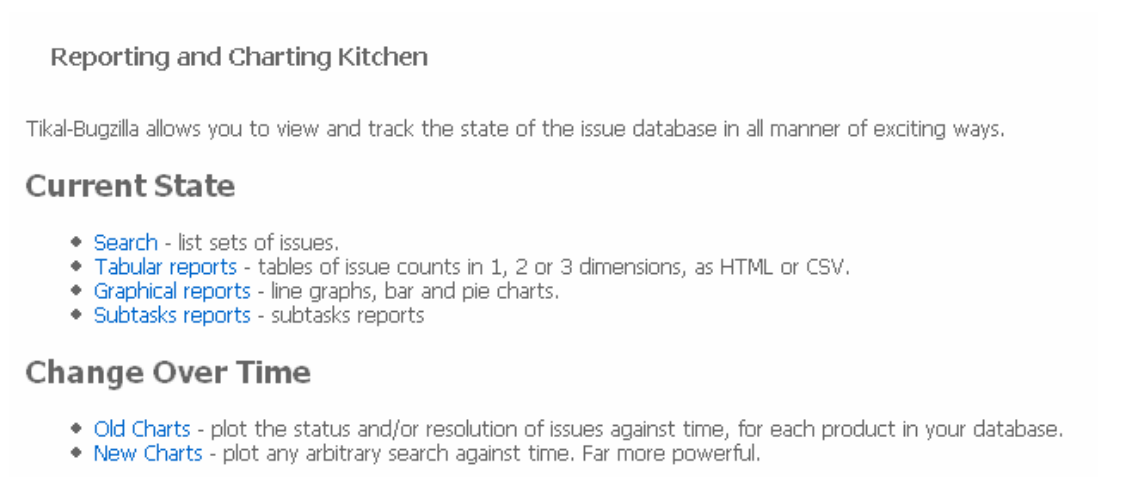 Reporting and Charting Kitchen
Tikal-Bugzilla allows you to view and track the state of the issue database in all manner of exciting ways.
Current State
◆ Search - list sets of issues.
◆ Tabular reports - tables of issue counts in 1, 2 or 3 dimensions, as HTML or CSV.
◆ Graphical reports - line graphs, bar and pie charts.
◆ Subtasks reports - subtasks reports
Change Over Time
◆ Old Charts - plot the status and/or resolution of issues against time, for each product in your database.
◆ New Charts - plot any arbitrary search against time. Far more powerful.